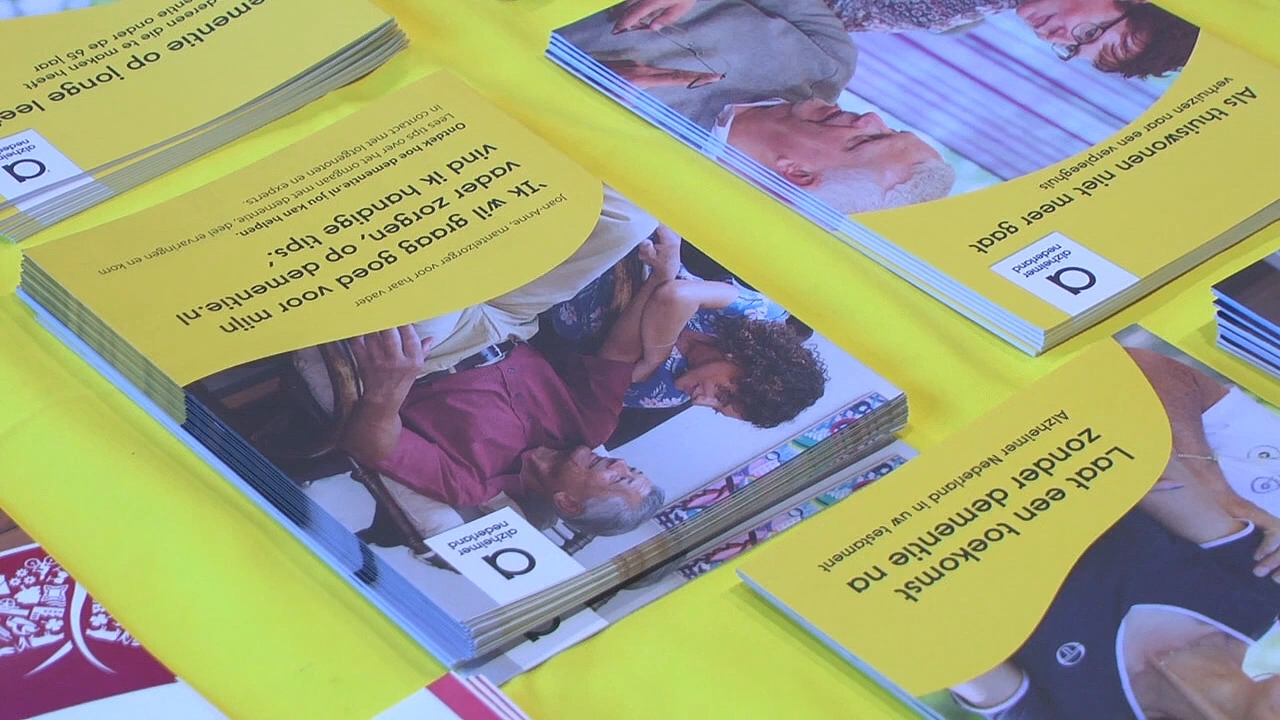 ementie op jonge lee
dereen die te maken heeft
mentie onder de 65 jaar
alzheimer
nederland
Joan-Anne, mantelzorger voor haar vader
'Ik wil graag goed voor mijn
vader zorgen, op dementie.nl
vind ik handige tips.'
Ontdek hoe dementie.nl jou kan helpen.
Lees tips over het omgaan met dementie, deel ervaringen en kom
in contact met lotgenoten en experts.
alzheimer
nederland
Als thuiswonen niet meer gaat
verhuizen naar een verpleeghuis
alzheimer
nederland
Laat een toekomst
zonder dementie na
Alzheimer Nederland in uw testament